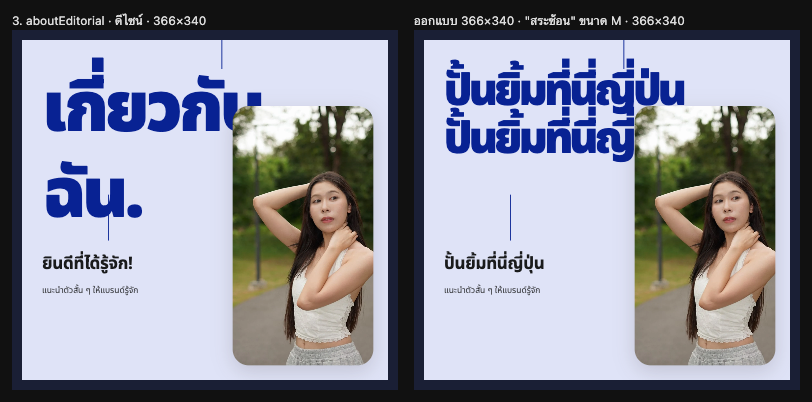 3. aboutEditorial · ดีไซน์ · 366×340
เกี่ยวกับ
ฉัน.
ยินดีที่ได้รู้จัก!
แนะนำตัวสั้น ๆ ให้แบรนด์รู้จัก
ออกแบบ 366×340 · "สระซ้อน" ขนาด M · 366×340
ปั้นยิ้มที่นี่ญี่ปุ่น
ปั้นยิ้มที่นี่ญี่
ปั้นยิ้มที่นี่ญี่ปุ่น
แนะนำตัวสั้น ๆ ให้แบรนด์รู้จัก